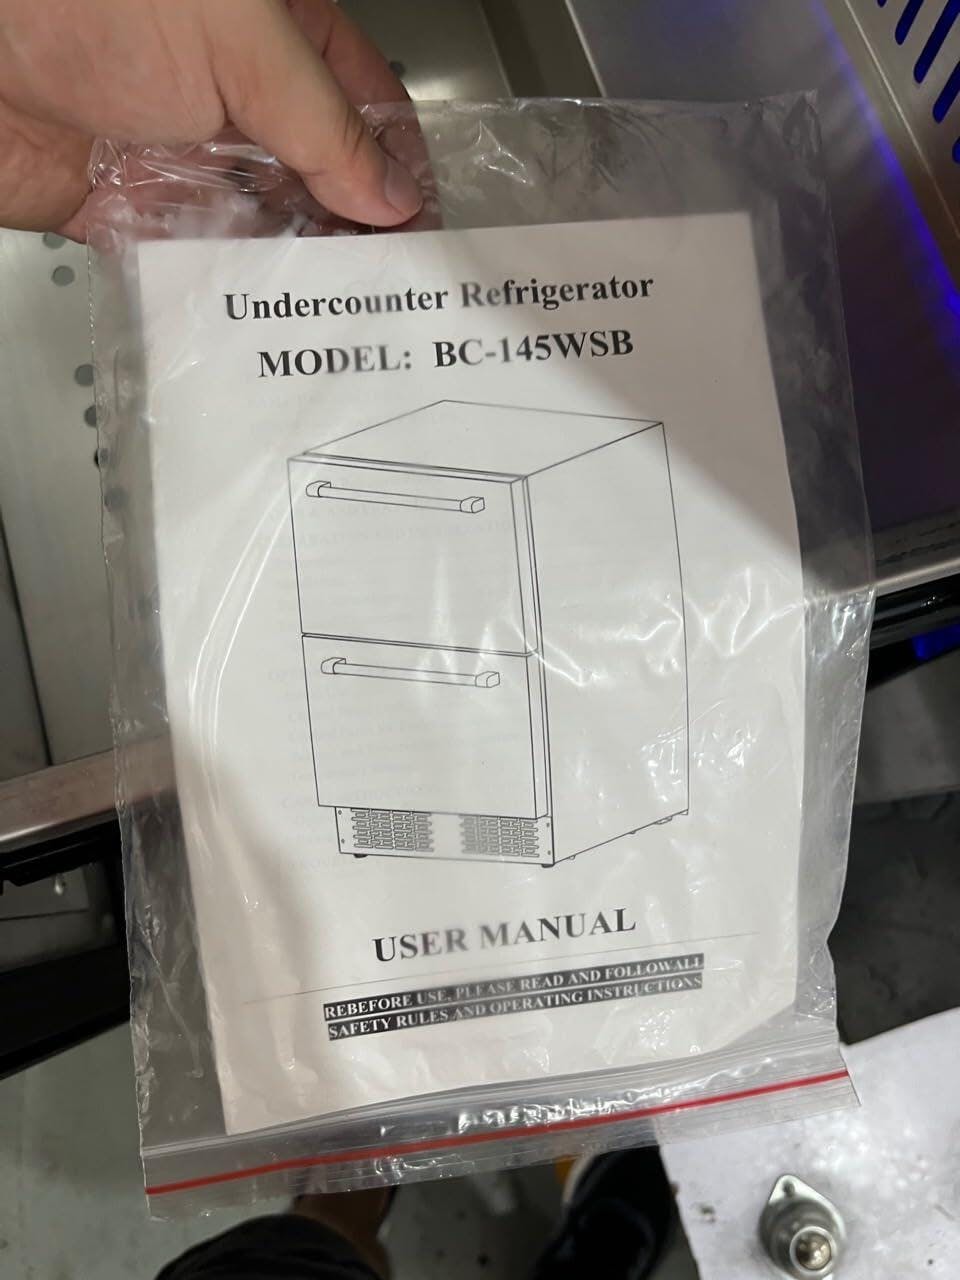 Undercounter Refrigerator
MODEL: BC-145WSB
USER MANUAL
REBEFORE USE, PLEASE READ AND FOLLOWALL
SAFETY RULES AND OPERATING INSTRUCTIONS